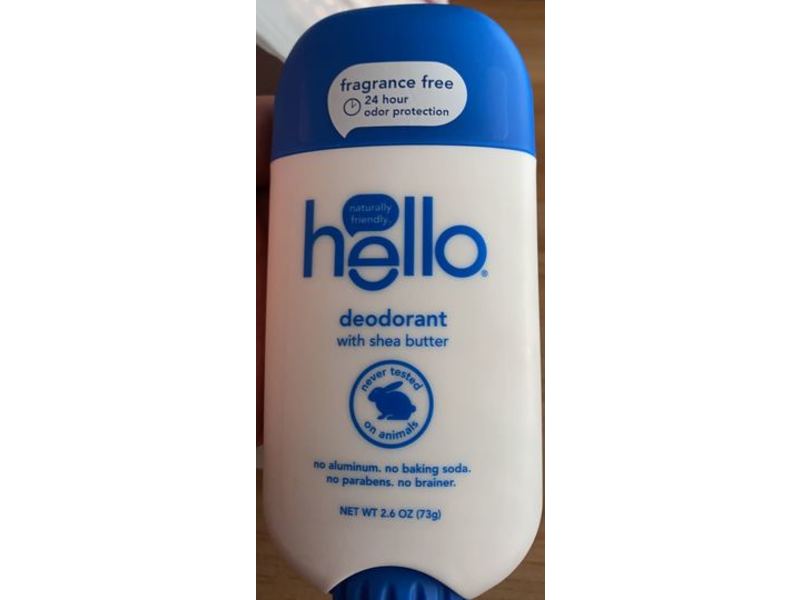 fragrance free
24 hour
odor protection
naturally
friendly.
hello®
deodorant
with shea butter
never tested
on animals
no aluminum. no baking soda.
no parabens. no brainer.
NET WT 2.6 OZ (73g)